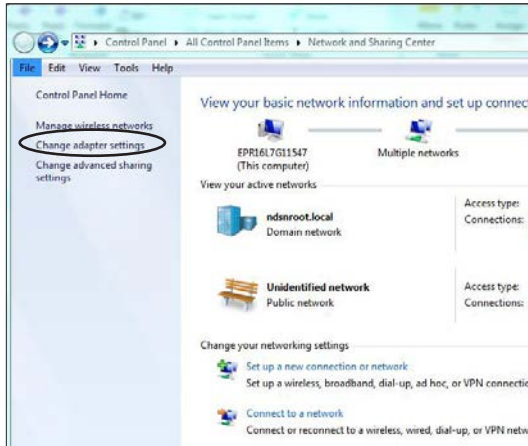 Control Panel ▸ All Control Panel Items ▸ Network and Sharing Center
File Edit View Tools Help
Control Panel Home
Manage wireless networks
Change adapter settings
Change advanced sharing
settings
View your basic network information and set up connec
EPR16L7G11547
(This computer)
Multiple networks
View your active networks
ndsnroot.local
Domain network
Access type:
Connections:
Unidentified network
Public network
Access type:
Connections:
Change your networking settings
Set up a new connection or network
Set up a wireless, broadband, dial-up, ad hoc, or VPN connectio
Connect to a network
Connect or reconnect to a wireless, wired, dial-up, or VPN netw